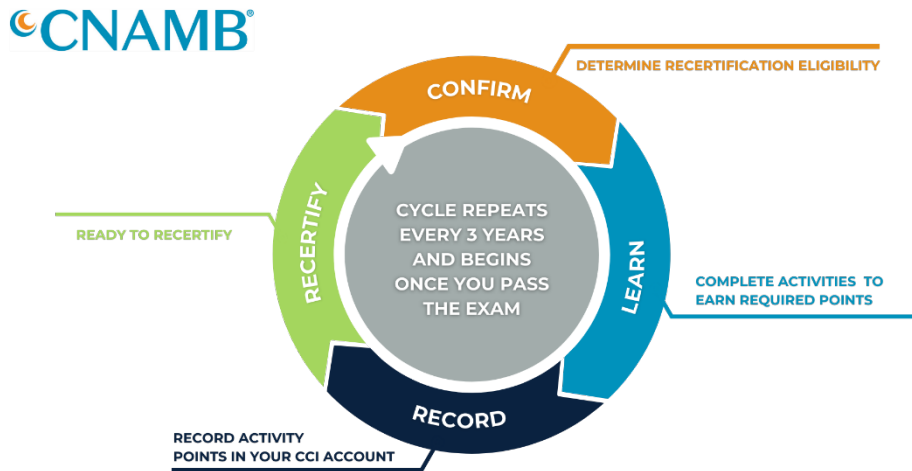 CNAMB®
CONFIRM
DETERMINE RECERTIFICATION ELIGIBILITY
LEARN
COMPLETE ACTIVITIES TO
EARN REQUIRED POINTS
RECORD
RECORD ACTIVITY
POINTS IN YOUR CCI ACCOUNT
RECERTIFY
READY TO RECERTIFY
CYCLE REPEATS
EVERY 3 YEARS
AND BEGINS
ONCE YOU PASS
THE EXAM